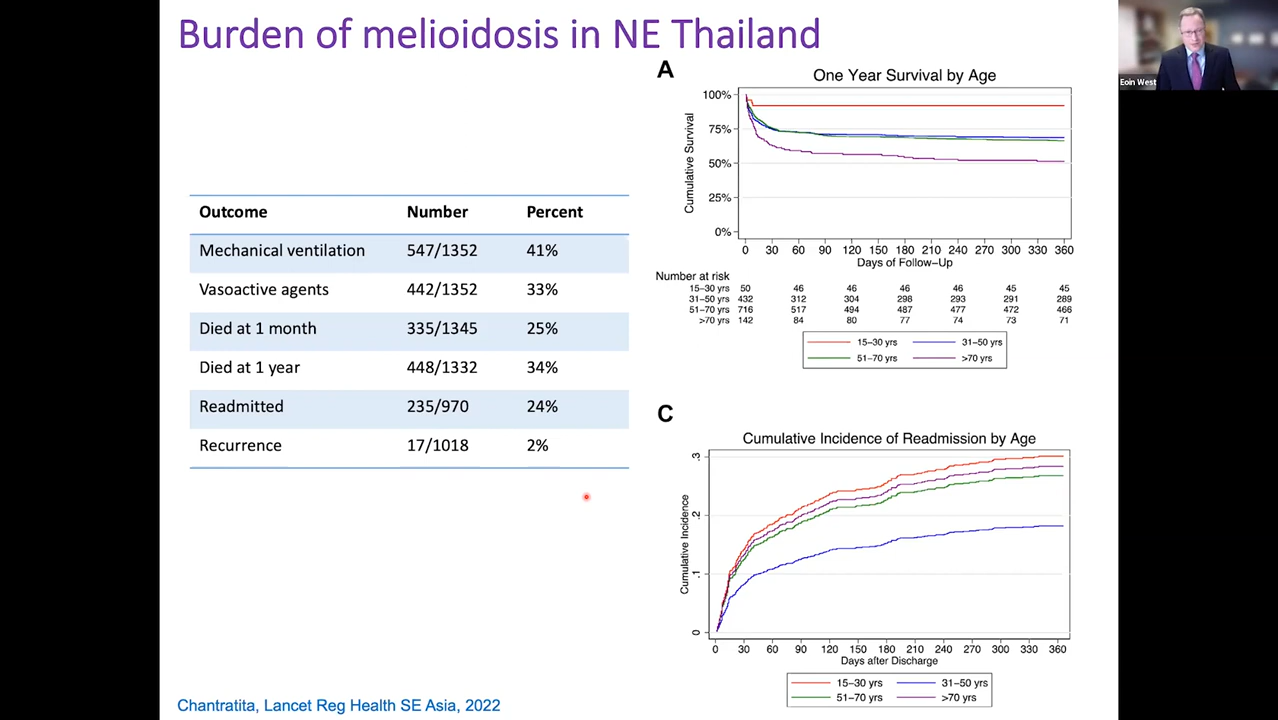 Burden of melioidosis in NE Thailand
Eoin West
Outcome Number Percent
Mechanical ventilation 547/1352 41%
Vasoactive agents 442/1352 33%
Died at 1 month 335/1345 25%
Died at 1 year 448/1332 34%
Readmitted 235/970 24%
Recurrence 17/1018 2%
A
One Year Survival by Age
Cumulative Survival
100%
75%
50%
25%
0%
0 30 60 90 120 150 180 210 240 270 300 330 360
Days of Follow-Up
Number at risk
15-30 yrs 50 46 46 46 46 45 45
31-50 yrs 432 312 304 298 293 291 289
51-70 yrs 716 517 494 487 477 472 466
>70 yrs 142 84 80 77 74 73 71
15-30 yrs 31-50 yrs
51-70 yrs >70 yrs
C
Cumulative Incidence of Readmission by Age
Cumulative Incidence
.3
.2
.1
0
0 30 60 90 120 150 180 210 240 270 300 330 360
Days after Discharge
15-30 yrs 31-50 yrs
51-70 yrs >70 yrs
Chantratita, Lancet Reg Health SE Asia, 2022